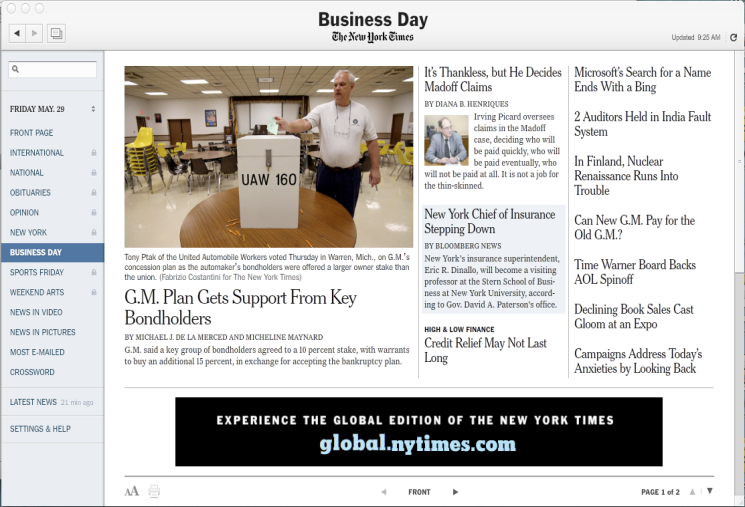 Business Day
The New York Times
Updated 9:25 AM
FRIDAY MAY. 29
FRONT PAGE
INTERNATIONAL
NATIONAL
OBITUARIES
OPINION
NEW YORK
BUSINESS DAY
SPORTS FRIDAY
WEEKEND ARTS
NEWS IN VIDEO
NEWS IN PICTURES
MOST E-MAILED
CROSSWORD
LATEST NEWS 21 min ago
SETTINGS & HELP
UAW 160
Tony Ptak of the United Automobile Workers voted Thursday in Warren, Mich., on G.M.'s
concession plan as the automaker's bondholders were offered a larger owner stake than
the union. (Fabrizio Costantini for The New York Times)
G.M. Plan Gets Support From Key
Bondholders
BY MICHAEL J. DE LA MERCED AND MICHELINE MAYNARD
G.M. said a key group of bondholders agreed to a 10 percent stake, with warrants
to buy an additional 15 percent, in exchange for accepting the bankruptcy plan.
It's Thankless, but He Decides
Madoff Claims
BY DIANA B. HENRIQUES
Irving Picard oversees
claims in the Madoff
case, deciding who will
be paid quickly, who will
be paid eventually, who
will not be paid at all. It is not a job for
the thin-skinned.
New York Chief of Insurance
Stepping Down
BY BLOOMBERG NEWS
New York's insurance superintendent,
Eric R. Dinallo, will become a visiting
professor at the Stern School of Busi-
ness at New York University, accord-
ing to Gov. David A. Paterson's office.
HIGH & LOW FINANCE
Credit Relief May Not Last
Long
Microsoft's Search for a Name
Ends With a Bing
2 Auditors Held in India Fault
System
In Finland, Nuclear
Renaissance Runs Into
Trouble
Can New G.M. Pay for the
Old G.M.?
Time Warner Board Backs
AOL Spinoff
Declining Book Sales Cast
Gloom at an Expo
Campaigns Address Today's
Anxieties by Looking Back
EXPERIENCE THE GLOBAL EDITION OF THE NEW YORK TIMES
global.nytimes.com
AA
FRONT
PAGE 1 of 2